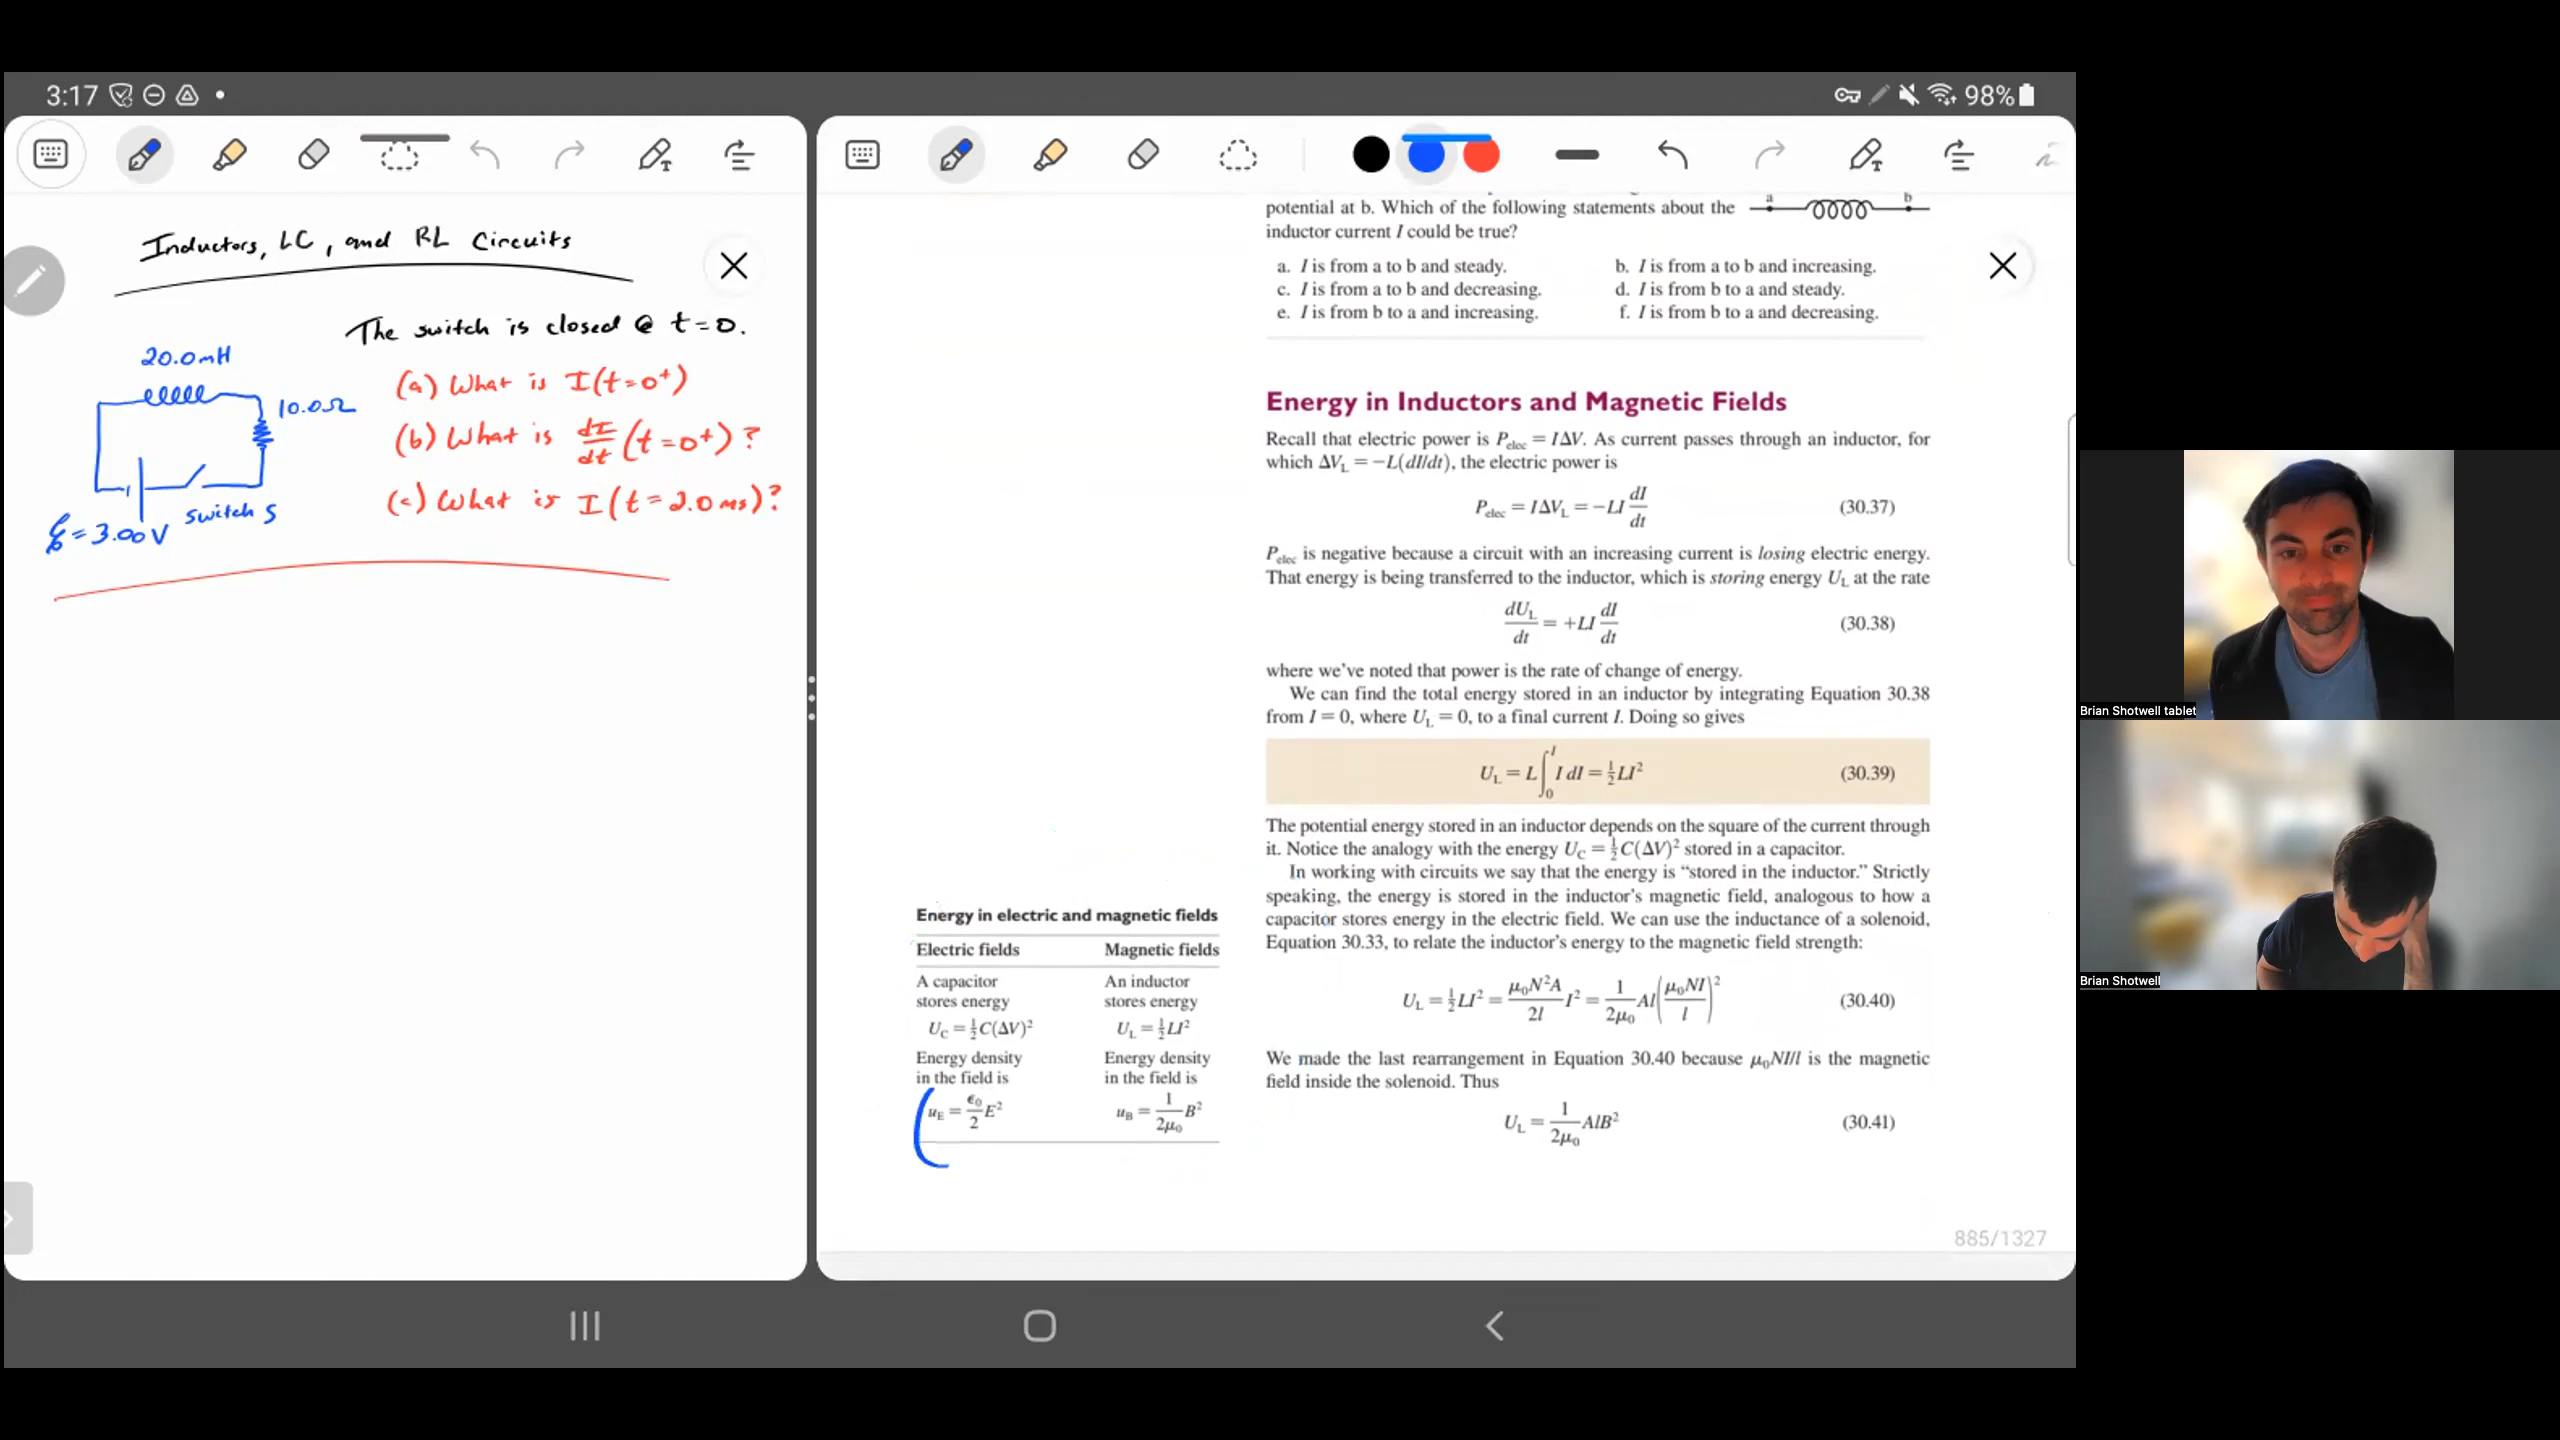 3:17
98%
Inductors, LC, and RL Circuits
The switch is closed @ t=0.
20.0mH
10.0Ω
switch S
ℰ=3.00V
(a) What is I(t=0⁺)
(b) What is dI/dt (t=0⁺)?
(c) What is I(t=2.0ms)?
potential at b. Which of the following statements about the
inductor current I could be true?
a b
a. I is from a to b and steady. b. I is from a to b and increasing.
c. I is from a to b and decreasing. d. I is from b to a and steady.
e. I is from b to a and increasing. f. I is from b to a and decreasing.
Energy in Inductors and Magnetic Fields
Recall that electric power is P_elec = IΔV. As current passes through an inductor, for
which ΔV_L = −L(dI/dt), the electric power is
P_elec = IΔV_L = −LI dI/dt (30.37)
P_elec is negative because a circuit with an increasing current is losing electric energy.
That energy is being transferred to the inductor, which is storing energy U_L at the rate
dU_L/dt = +LI dI/dt (30.38)
where we’ve noted that power is the rate of change of energy.
We can find the total energy stored in an inductor by integrating Equation 30.38
from I = 0, where U_L = 0, to a final current I. Doing so gives
U_L = L∫₀ᴵ I dI = ½LI² (30.39)
The potential energy stored in an inductor depends on the square of the current through
it. Notice the analogy with the energy U_C = ½C(ΔV)² stored in a capacitor.
In working with circuits we say that the energy is “stored in the inductor.” Strictly
speaking, the energy is stored in the inductor’s magnetic field, analogous to how a
capacitor stores energy in the electric field. We can use the inductance of a solenoid,
Equation 30.33, to relate the inductor’s energy to the magnetic field strength:
U_L = ½LI² = μ₀N²A/2l I² = 1/2μ₀ Al(μ₀NI/l)² (30.40)
We made the last rearrangement in Equation 30.40 because μ₀NI/l is the magnetic
field inside the solenoid. Thus
U_L = 1/2μ₀ AlB² (30.41)
Energy in electric and magnetic fields
Electric fields Magnetic fields
A capacitor An inductor
stores energy stores energy
U_C = ½C(ΔV)² U_L = ½LI²
Energy density Energy density
in the field is in the field is
u_E = ε₀/2 E² u_B = 1/2μ₀ B²
885/1327
Brian Shotwell tablet
Brian Shotwell